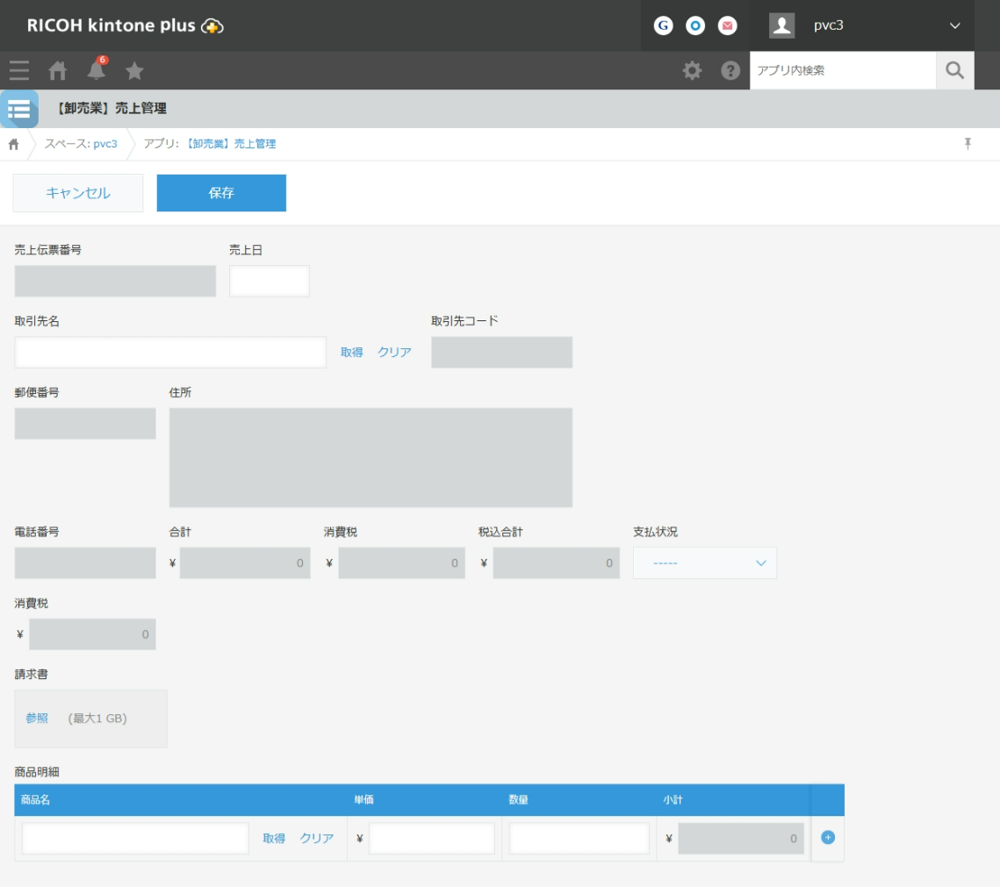 RICOH kintone plus
G
pvc3
6
アプリ内検索
【卸売業】売上管理
スペース: pvc3 アプリ: 【卸売業】売上管理
キャンセル 保存
売上伝票番号 売上日
取引先名 取引先コード
取得 クリア
郵便番号 住所
電話番号 合計 消費税 税込合計 支払状況
¥ 0 ¥ 0 ¥ 0 -----
消費税
¥ 0
請求書
参照 (最大1 GB)
商品明細
商品名 単価 数量 小計
取得 クリア ¥ ¥ 0